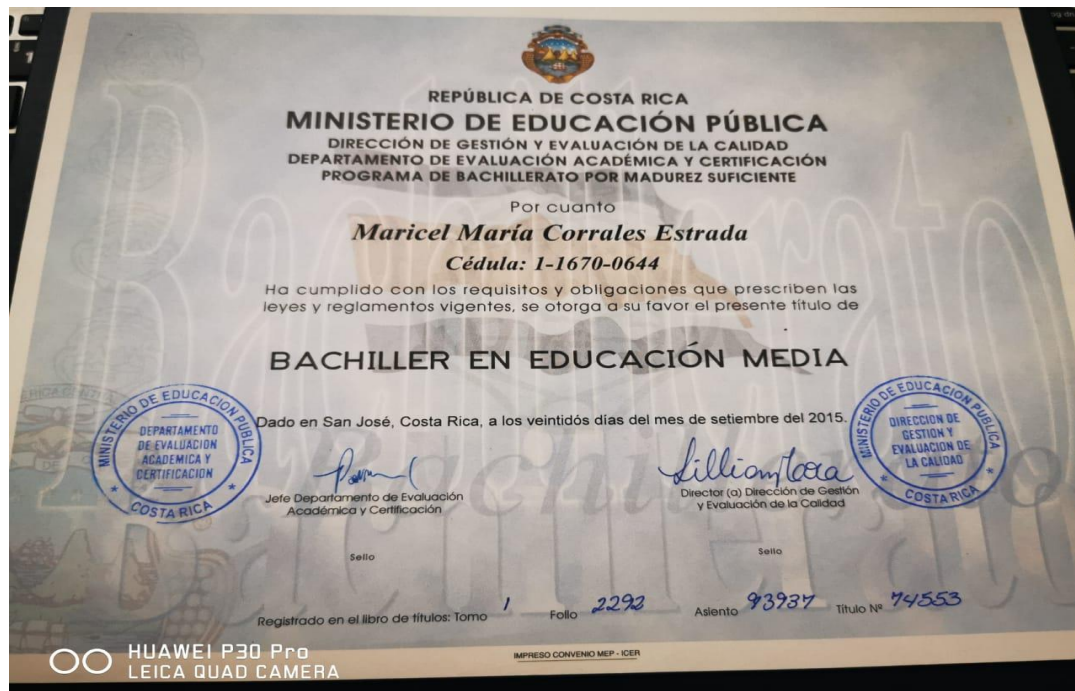 REPÚBLICA DE COSTA RICA
MINISTERIO DE EDUCACIÓN PÚBLICA
DIRECCIÓN DE GESTIÓN Y EVALUACIÓN DE LA CALIDAD
DEPARTAMENTO DE EVALUACIÓN ACADÉMICA Y CERTIFICACIÓN
PROGRAMA DE BACHILLERATO POR MADUREZ SUFICIENTE
Por cuanto
Maricel María Corrales Estrada
Cédula: 1-1670-0644
Ha cumplido con los requisitos y obligaciones que prescriben las
leyes y reglamentos vigentes, se otorga a su favor el presente título de
BACHILLER EN EDUCACIÓN MEDIA
Dado en San José, Costa Rica, a los veintidós días del mes de setiembre del 2015.
MINISTERIO DE EDUCACION PUBLICA
DEPARTAMENTO
DE EVALUACION
ACADEMICA Y
CERTIFICACION
COSTA RICA
MINISTERIO DE EDUCACION PUBLICA
DIRECCION DE
GESTION Y
EVALUACION DE
LA CALIDAD
COSTA RICA
Jefe Departamento de Evaluación
Académica y Certificación
Director (a) Dirección de Gestión
y Evaluación de la Calidad
Sello
Sello
Registrado en el libro de títulos: Tomo 1 Folio 2292 Asiento 93937 Título Nº 74553
IMPRESO CONVENIO MEP - ICER
Bachillerato
Bachillerato
HUAWEI P30 Pro
LEICA QUAD CAMERA